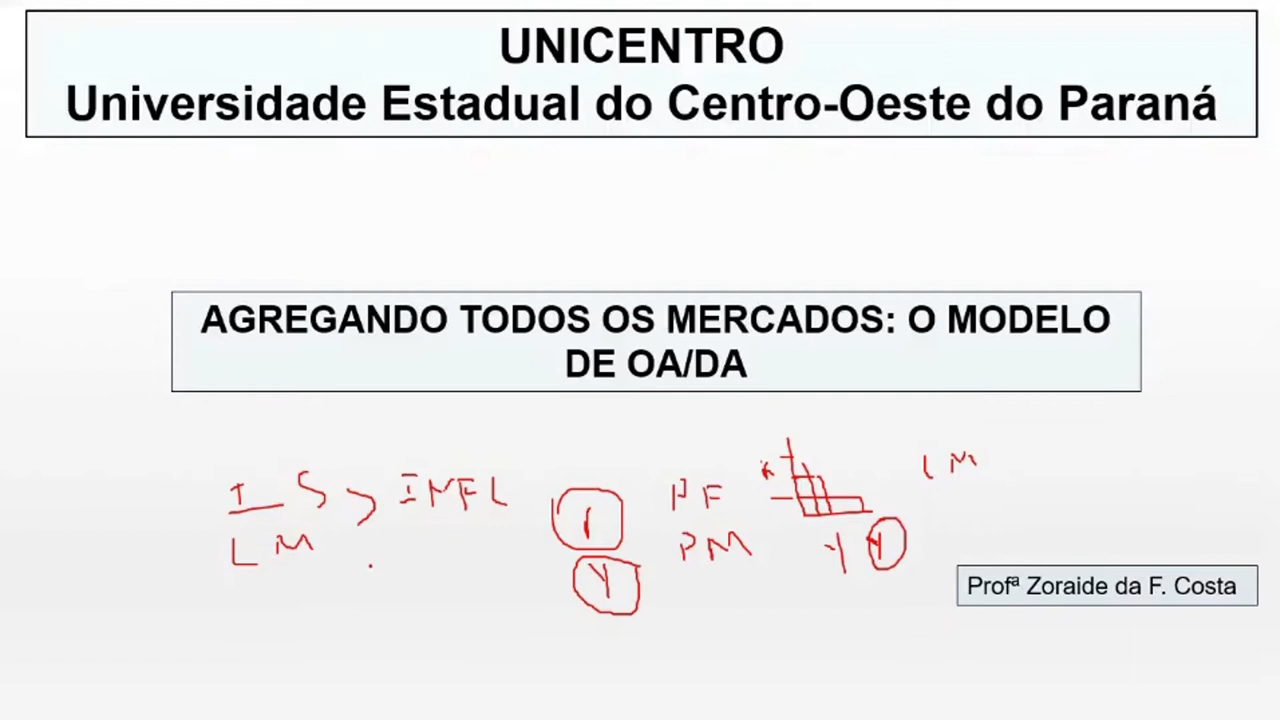 UNICENTRO
Universidade Estadual do Centro-Oeste do Paraná
AGREGANDO TODOS OS MERCADOS: O MODELO
DE OA/DA
LM
IS INFL
PF
LM
PM
Y Y
Y
Profª Zoraide da F. Costa